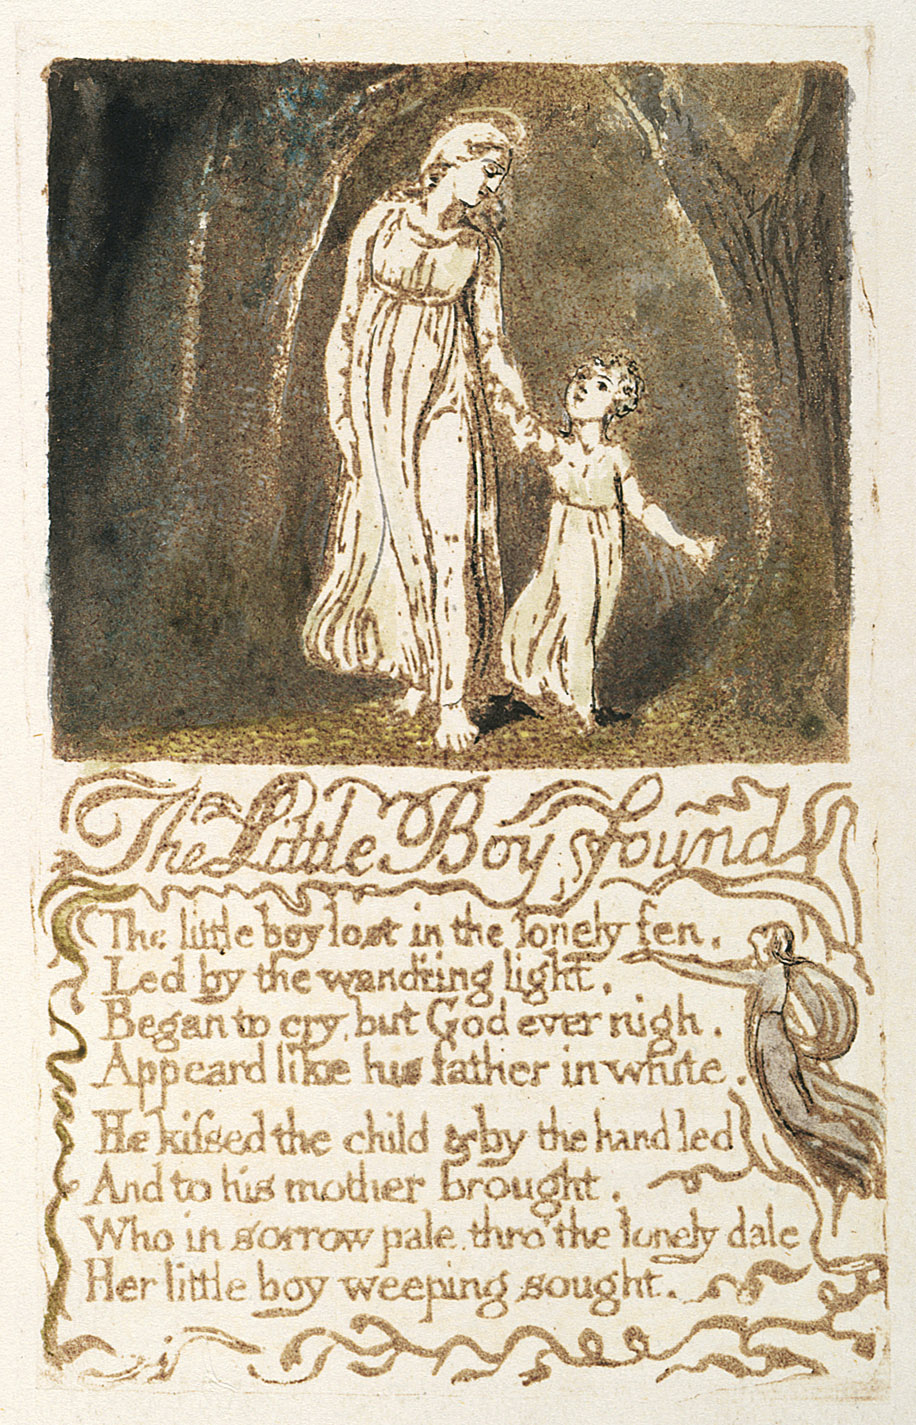 The Little Boy found
The little boy lost in the lonely fen,
Led by the wand'ring light,
Began to cry, but God ever nigh,
Appeard like his father in white.
He kiſsed the child & by the hand led
And to his mother brought,
Who in sorrow pale, thro' the lonely dale
Her little boy weeping sought.